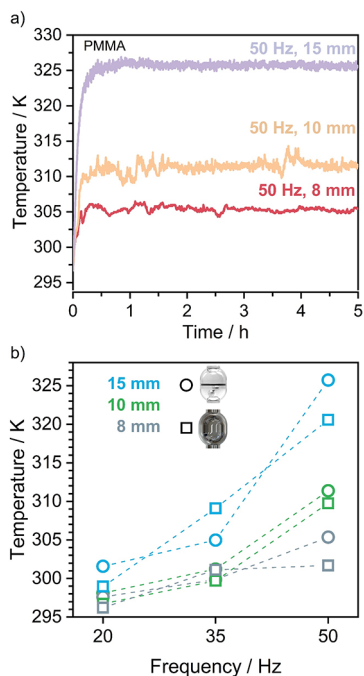 a)
PMMA
50 Hz, 15 mm
50 Hz, 10 mm
50 Hz, 8 mm
Temperature / K
325
320
315
310
305
300
295
0 1 2 3 4 5
Time / h
b)
15 mm
10 mm
8 mm
Temperature / K
325
320
315
310
305
300
295
20 35 50
Frequency / Hz